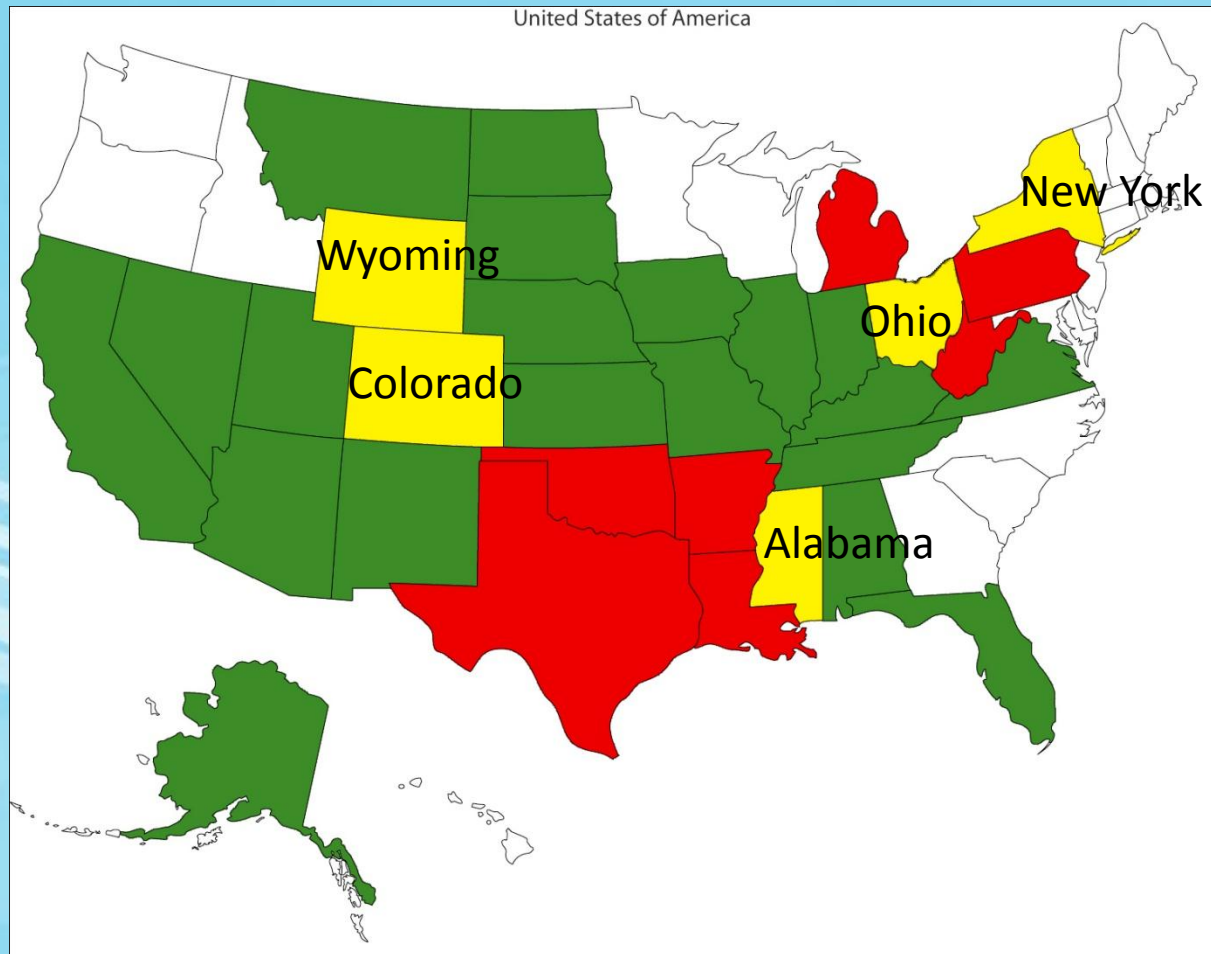 United States of America
New York
Wyoming
Ohio
Colorado
Alabama